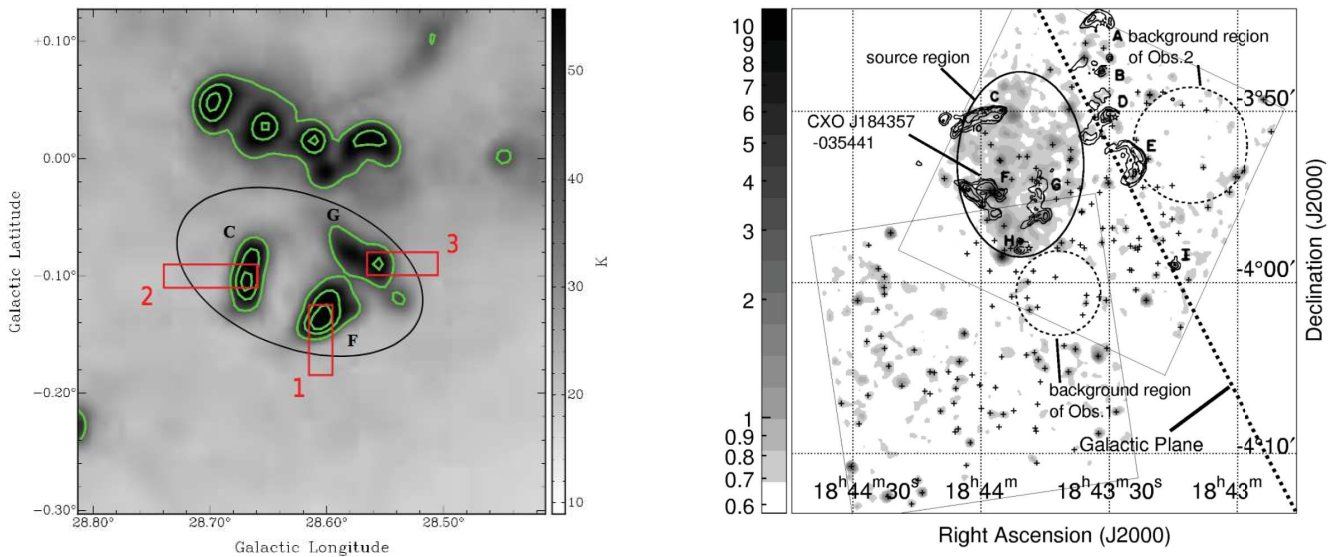 +0.10°
0.00°
-0.10°
-0.20°
-0.30°
Galactic Latitude
28.80°
28.70°
28.60°
28.50°
Galactic Longitude
C
G
F
1
2
3
50
40
30
20
10
K
10
9
8
7
6
5
4
3
2
1
0.9
0.8
0.7
0.6
source region
CXO J184357
-035441
A
B
C
D
E
F
G
H
I
background region
of Obs.2
background region
of Obs.1
Galactic Plane
-3°50′
-4°00′
-4°10′
Declination (J2000)
18ʰ44ᵐ30ˢ
18ʰ44ᵐ
18ʰ43ᵐ30ˢ
18ʰ43ᵐ
Right Ascension (J2000)